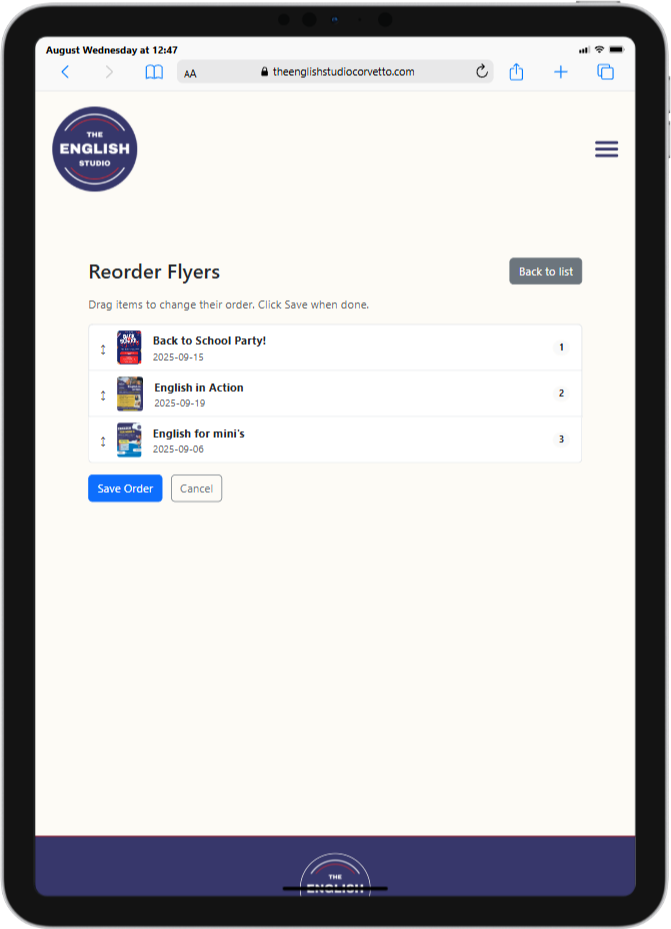 August Wednesday at 12:47
AA
theenglishstudiocorvetto.com
THE
ENGLISH
STUDIO
Reorder Flyers
Back to list
Drag items to change their order. Click Save when done.
Back to School Party!
2025-09-15
1
English in Action
2025-09-19
2
English for mini's
2025-09-06
3
Save Order
Cancel
THE
ENGLISH